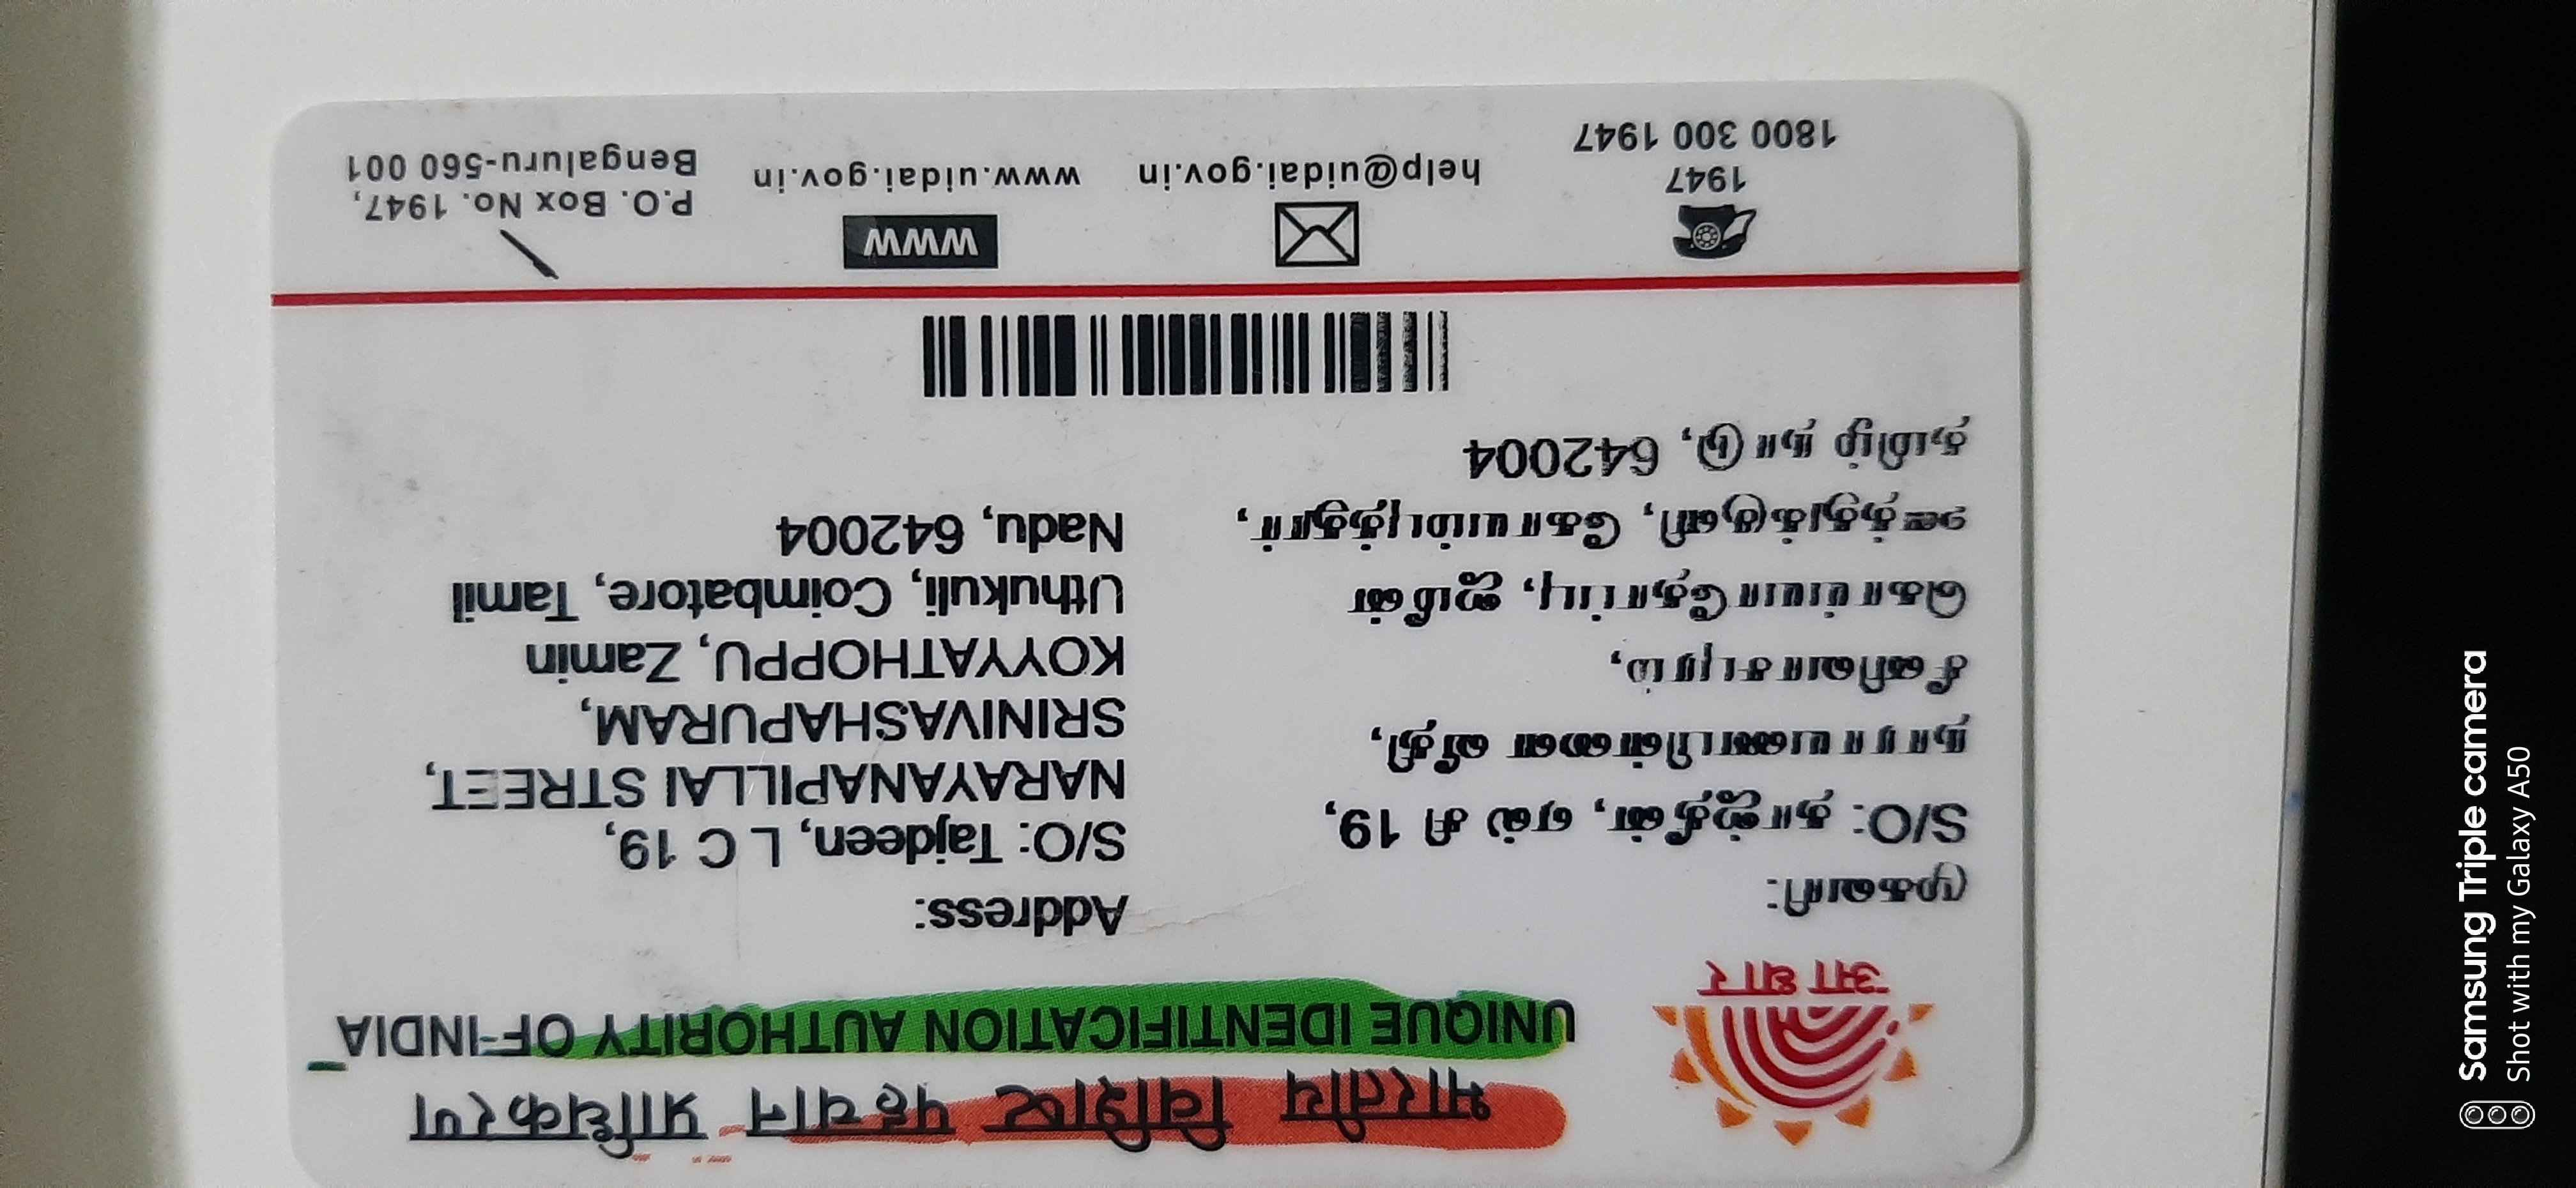 भारतीय विशिष्ट पहचान प्राधिकरण
UNIQUE IDENTIFICATION AUTHORITY OF INDIA
आधार
முகவரி:
S/O: தாஜ்தீன், எல் சி 19,
நாராயணபிள்ளை வீதி,
சீனிவாசபுரம்,
கொய்யாதோப்பு, ஜமீன்
ஊத்துக்குளி, கோயம்புத்தூர்,
தமிழ் நாடு, 642004
Address:
S/O: Tajdeen, L C 19,
NARAYANAPILLAI STREET,
SRINIVASHAPURAM,
KOYYATHOPPU, Zamin
Uthukuli, Coimbatore, Tamil
Nadu, 642004
1947
1800 300 1947
help@uidai.gov.in
WWW
www.uidai.gov.in
P.O. Box No. 1947,
Bengaluru-560 001
Samsung Triple camera
Shot with my Galaxy A50